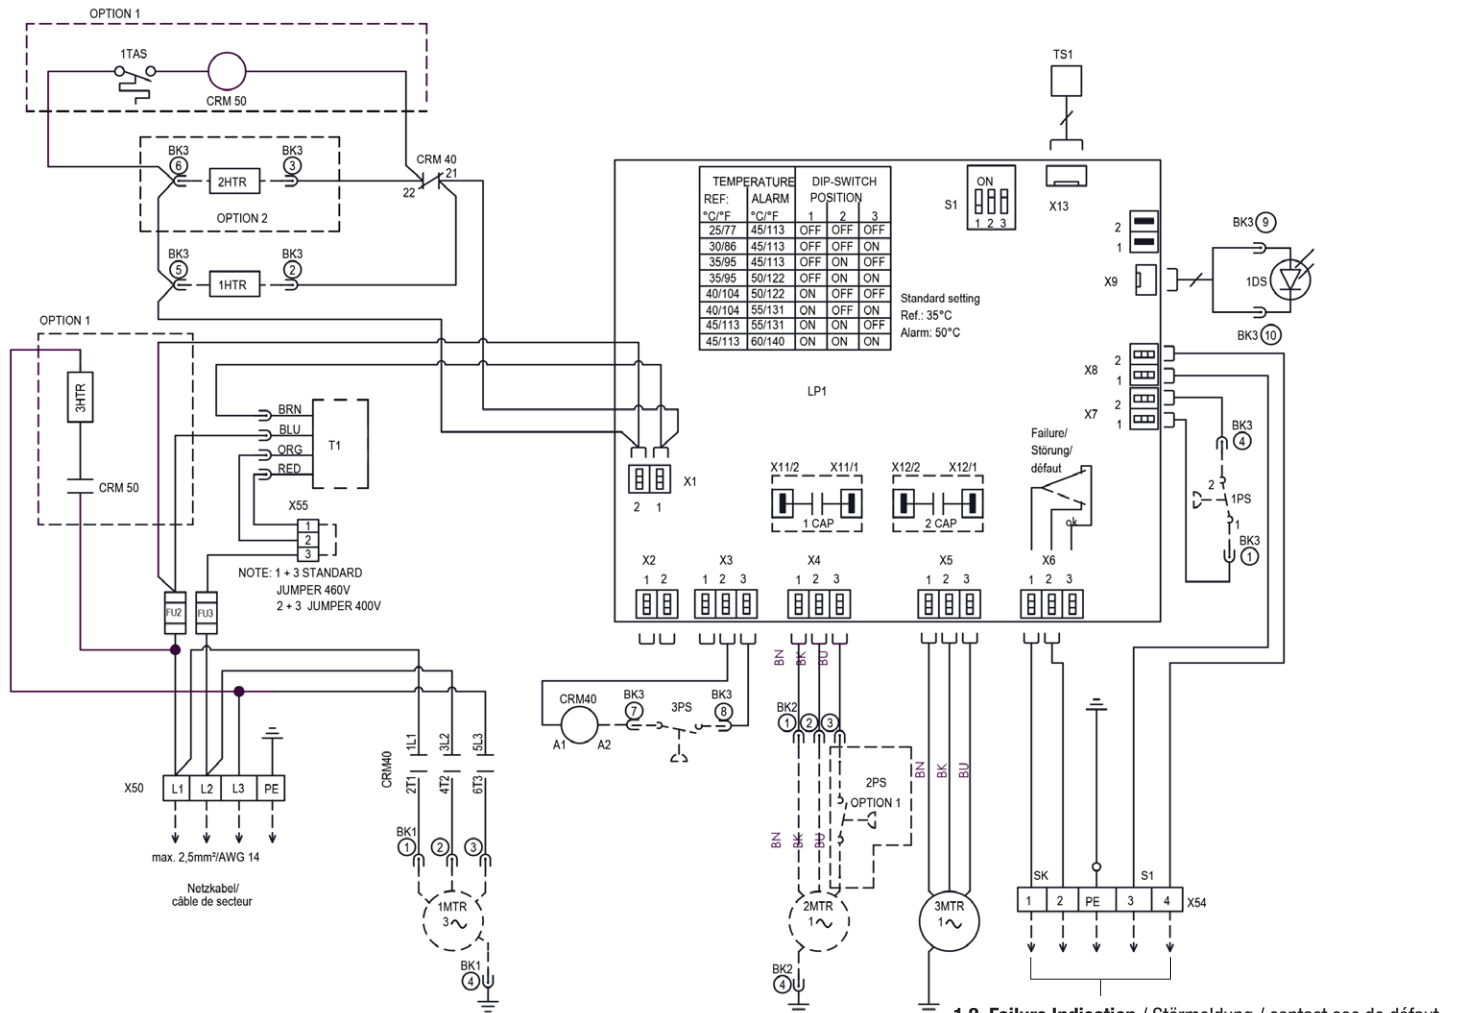 OPTION 1
1TAS
CRM 50
BK3
6
2HTR
BK3
3
OPTION 2
CRM 40
21
22
BK3
5
1HTR
BK3
2
OPTION 1
3HTR
CRM 50
BRN
BLU
ORG
RED
T1
X55
1
2
3
NOTE: 1 + 3 STANDARD
JUMPER 460V
2 + 3 JUMPER 400V
FU2
FU3
X50
L1
L2
L3
PE
max. 2,5mm²/AWG 14
Netzkabel/
câble de secteur
CRM40
1L1
3L2
5L3
2T1
4T2
6T3
BK1
1
2
3
1MTR
3
BK1
4
TS1
TEMPERATURE DIP-SWITCH
REF: ALARM POSITION
°C/°F °C/°F 1 2 3
25/77 45/113 OFF OFF OFF
30/86 45/113 OFF OFF ON
35/95 45/113 OFF ON OFF
35/95 50/122 OFF ON ON
40/104 50/122 ON OFF OFF
40/104 55/131 ON OFF ON
45/113 55/131 ON ON OFF
45/113 60/140 ON ON ON
Standard setting
Ref.: 35°C
Alarm: 50°C
ON
S1
1 2 3
X13
2
1
X9
BK3 9
1DS
BK3 10
LP1
X8
2
1
X7
2
1
BK3
4
2
1PS
1
BK3
1
Failure/
Störung/
défaut
ok
X1
2 1
X11/2 X11/1
1 CAP
X12/2 X12/1
2 CAP
X2
1 2
X3
1 2 3
X4
1 2 3
X5
1 2 3
X6
1 2 3
CRM40
A1
A2
BK3
7
3PS
BK3
8
BN
BK
BU
BK2
1
2
3
2PS
OPTION 1
BN
BK
BU
2MTR
1
BK2
4
BN
BK
BU
3MTR
1
SK
S1
1 2 PE 3 4
X54
1-2 Failure Indication / Störmeldung / contact sec de défaut